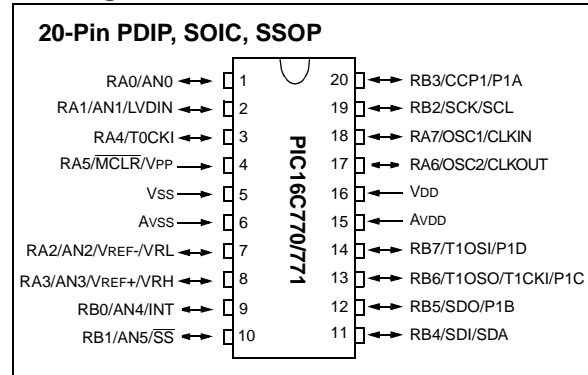 20-Pin PDIP, SOIC, SSOP
RA0/AN0 1 20 RB3/CCP1/P1A
RA1/AN1/LVDIN 2 19 RB2/SCK/SCL
RA4/T0CKI 3 18 RA7/OSC1/CLKIN
RA5/MCLR/VPP 4 17 RA6/OSC2/CLKOUT
VSS 5 16 VDD
AVSS 6 15 AVDD
RA2/AN2/VREF-/VRL 7 14 RB7/T1OSI/P1D
RA3/AN3/VREF+/VRH 8 13 RB6/T1OSO/T1CKI/P1C
RB0/AN4/INT 9 12 RB5/SDO/P1B
RB1/AN5/SS 10 11 RB4/SDI/SDA
PIC16C770/771